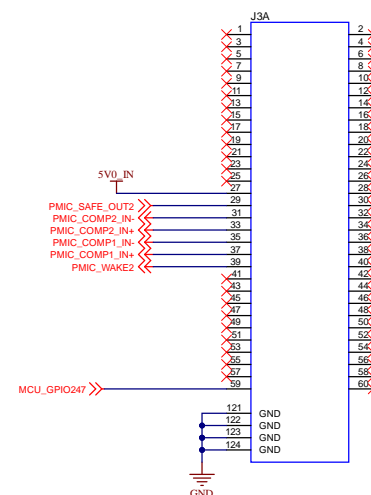 J3A
1 2
3 4
5 6
7 8
9 10
11 12
13 14
15 16
17 18
19 20
21 22
23 24
25 26
5V0_IN
27 28
PMIC_SAFE_OUT2 29 30
PMIC_COMP2_IN- 31 32
PMIC_COMP2_IN+ 33 34
PMIC_COMP1_IN- 35 36
PMIC_COMP1_IN+ 37 38
PMIC_WAKE2 39 40
41 42
43 44
45 46
47 48
49 50
51 52
53 54
55 56
57 58
MCU_GPIO247 59 60
121 GND
122 GND
123 GND
124 GND
GND